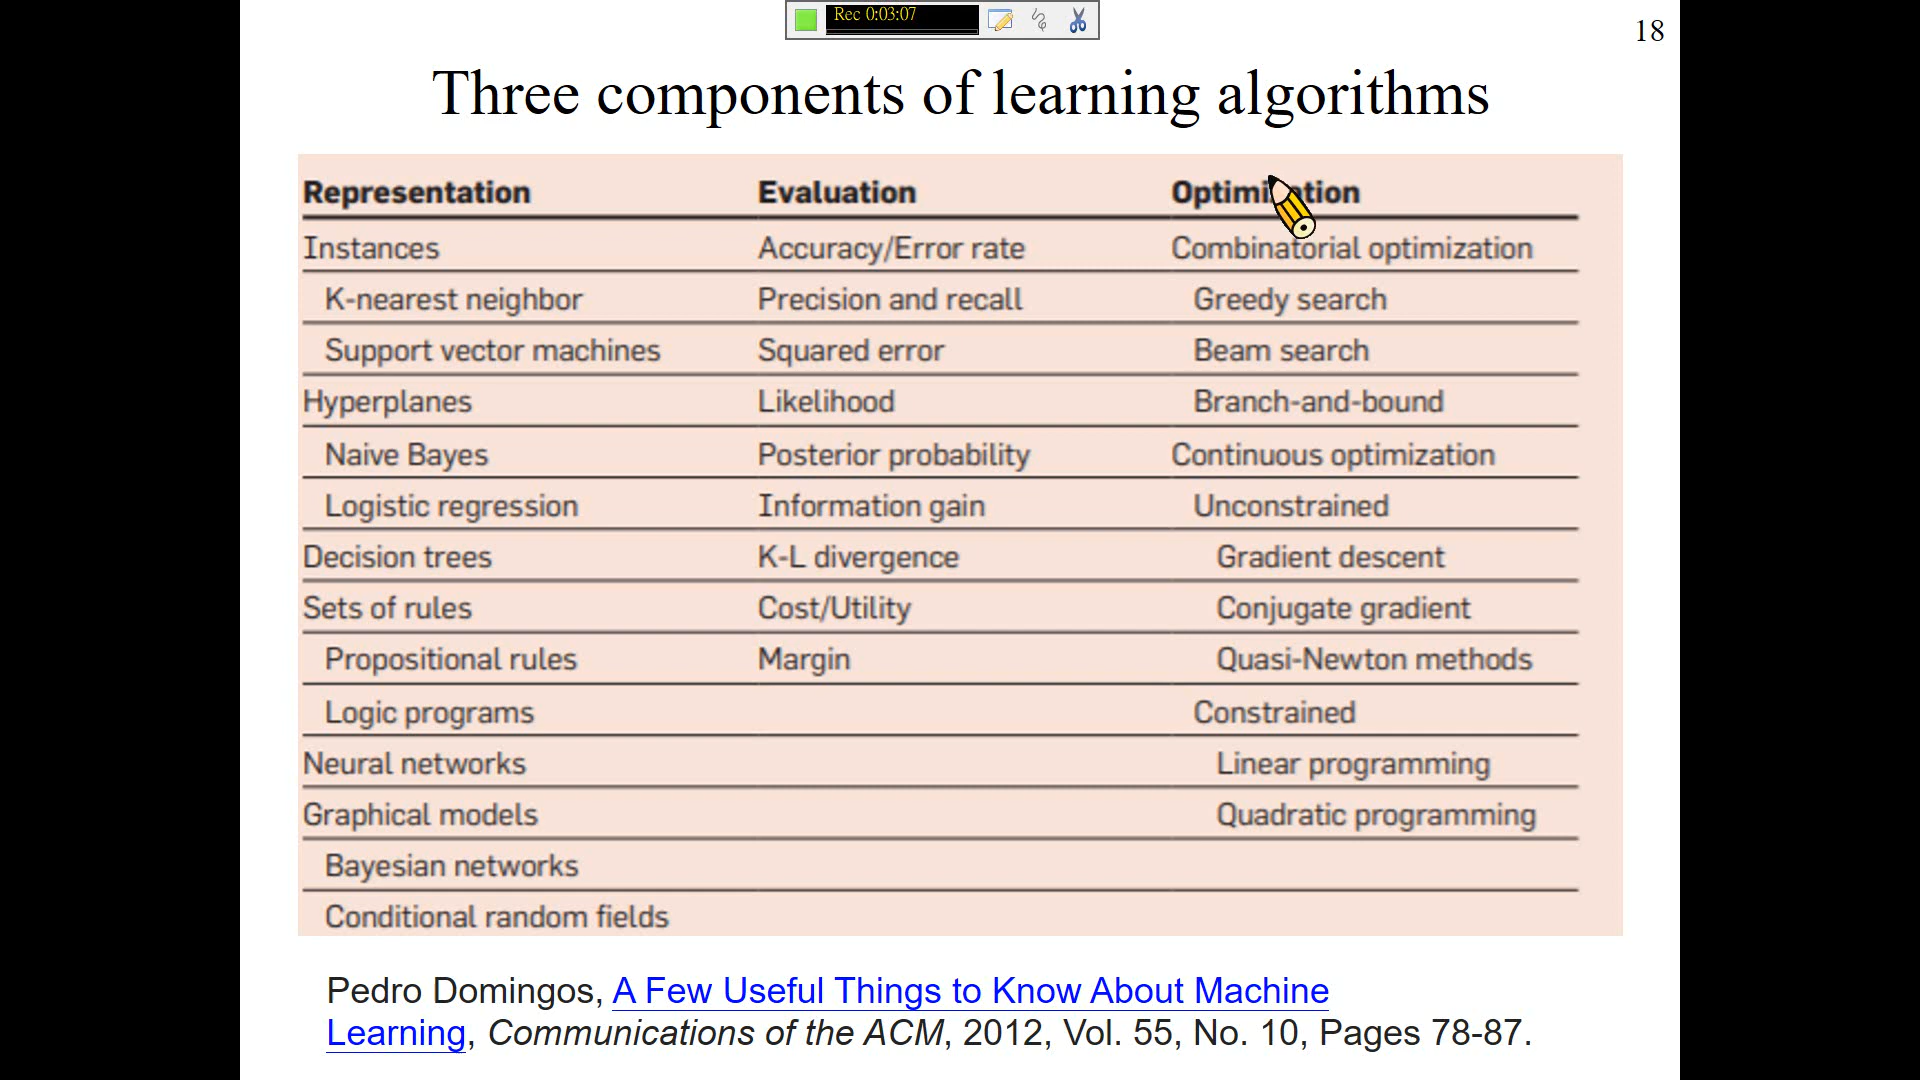 Rec 0:03:07
18
Three components of learning algorithms
Representation Evaluation Optimization
Instances Accuracy/Error rate Combinatorial optimization
K-nearest neighbor Precision and recall Greedy search
Support vector machines Squared error Beam search
Hyperplanes Likelihood Branch-and-bound
Naive Bayes Posterior probability Continuous optimization
Logistic regression Information gain Unconstrained
Decision trees K-L divergence Gradient descent
Sets of rules Cost/Utility Conjugate gradient
Propositional rules Margin Quasi-Newton methods
Logic programs Constrained
Neural networks Linear programming
Graphical models Quadratic programming
Bayesian networks
Conditional random fields
Pedro Domingos, A Few Useful Things to Know About Machine
Learning, Communications of the ACM, 2012, Vol. 55, No. 10, Pages 78-87.